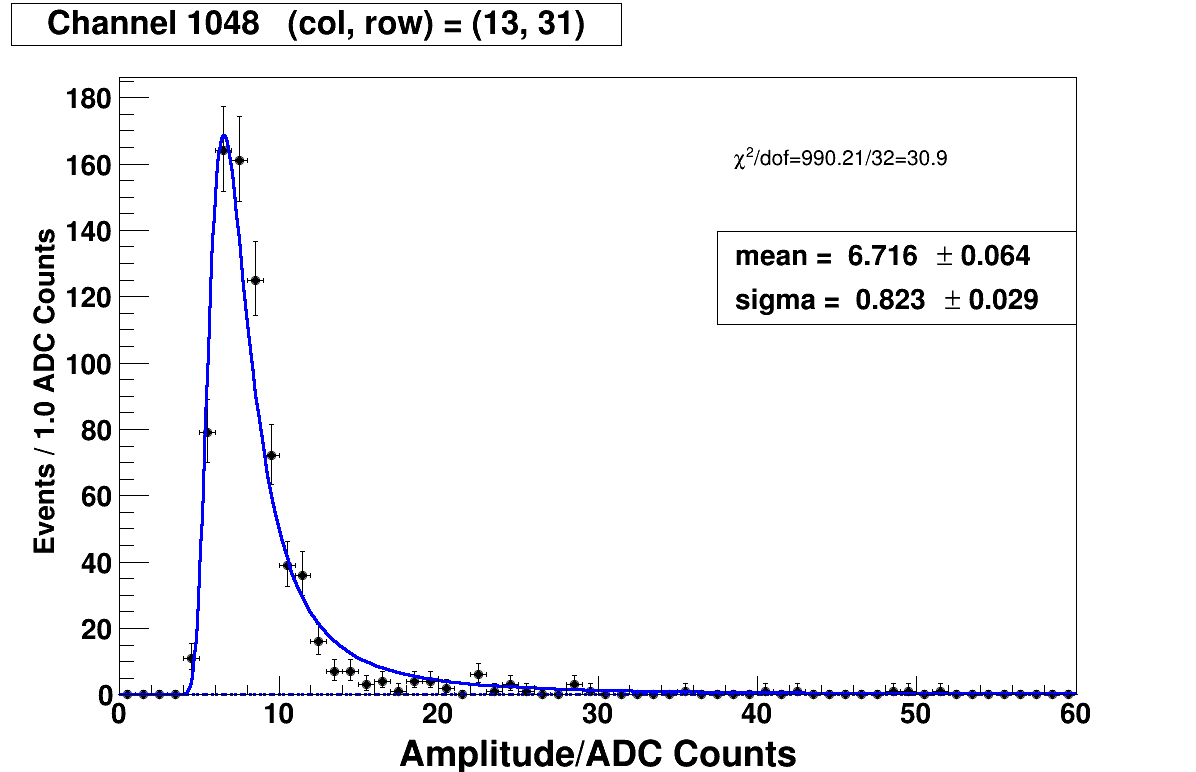 Channel 1048 (col, row) = (13, 31)
180
160
140
120
100
80
60
40
20
0
Events / 1.0 ADC Counts
χ²/dof=990.21/32=30.9
mean = 6.716 ± 0.064
sigma = 0.823 ± 0.029
0 10 20 30 40 50 60
Amplitude/ADC Counts